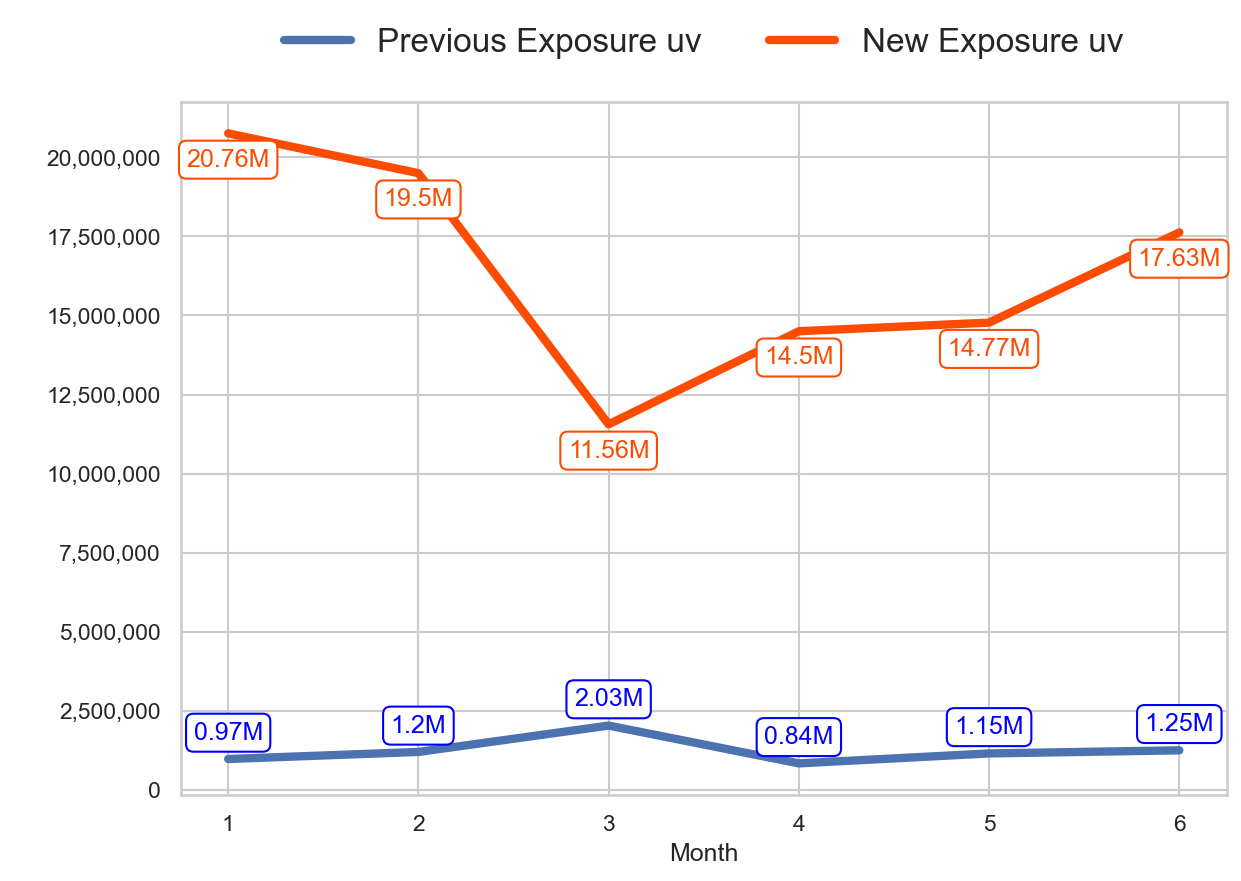 Previous Exposure uv New Exposure uv
20,000,000
17,500,000
15,000,000
12,500,000
10,000,000
7,500,000
5,000,000
2,500,000
0
20.76M
19.5M
11.56M
14.5M
14.77M
17.63M
0.97M
1.2M
2.03M
0.84M
1.15M
1.25M
1 2 3 4 5 6
Month